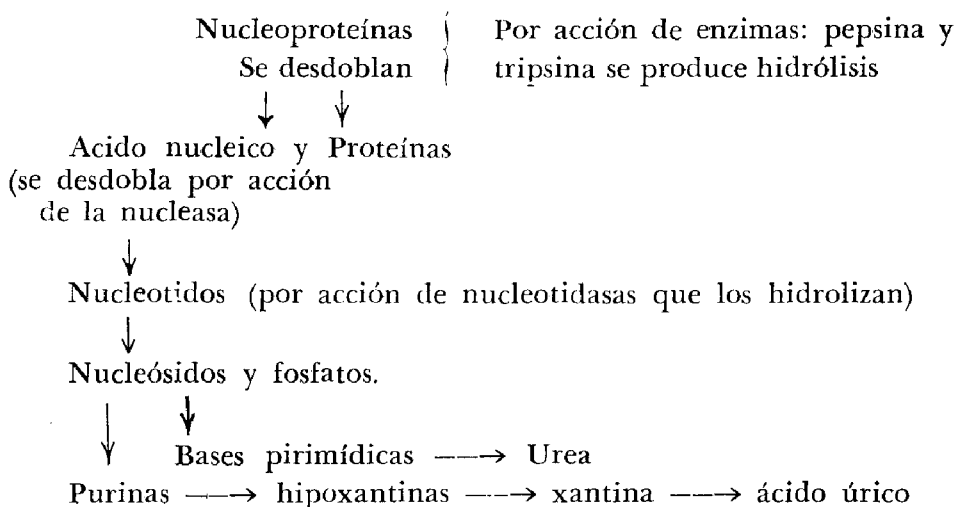 Nucleoproteínas Por acción de enzimas: pepsina y
Se desdoblan tripsina se produce hidrólisis
Acido nucleico y Proteínas
(se desdobla por acción
de la nucleasa)
Nucleotidos (por acción de nucleotidasas que los hidrolizan)
Nucleósidos y fosfatos.
Bases pirimídicas ---→ Urea
Purinas ---→ hipoxantinas ---→ xantina ---→ ácido úrico